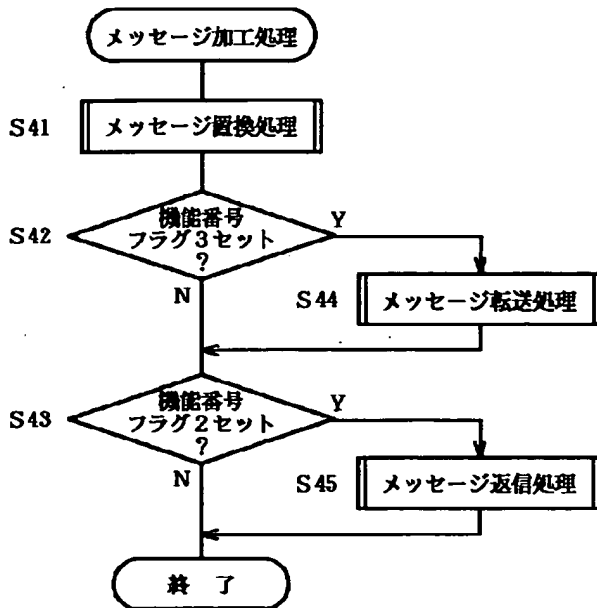 メッセージ加工処理
S41
メッセージ置換処理
S42
機能番号
フラグ3セット
?
Y
N
S44
メッセージ転送処理
S43
機能番号
フラグ2セット
?
Y
N
S45
メッセージ返信処理
終 了